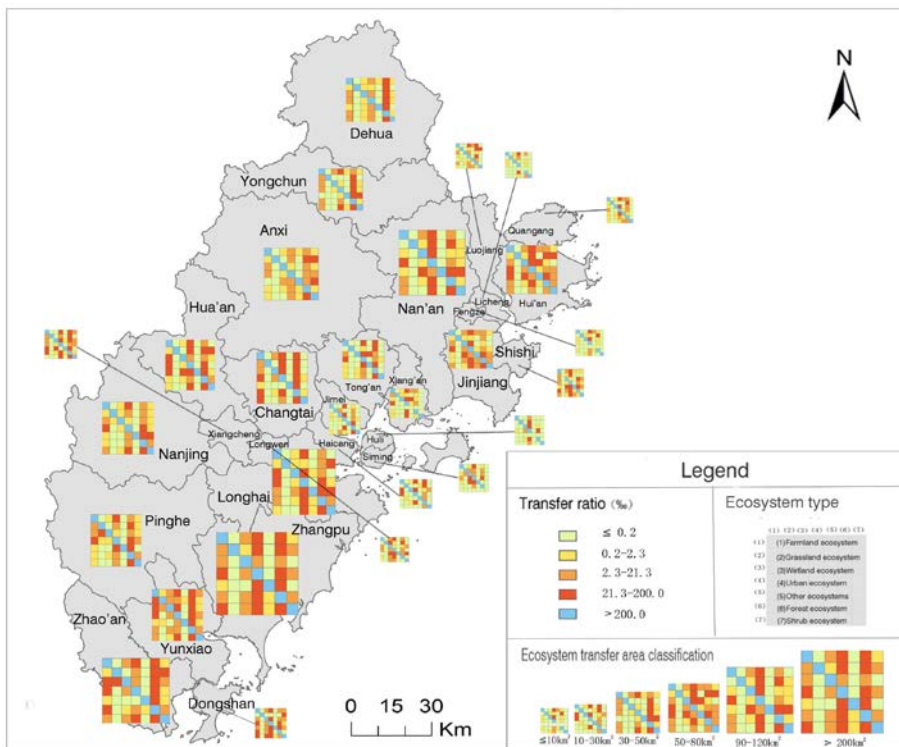 N
Dehua
Yongchun
Anxi
Quangang
Luojiang
Hua'an
Nan'an
Licheng
Hui'an
Fengze
Shishi
Tong'an
Xiang'an
Jinjiang
Changtai
Jimei
Xiangcheng
Longwen
Haicang
Huli
Siming
Nanjing
Longhai
Zhangpu
Pinghe
Zhao'an
Yunxiao
Dongshan
0 15 30
Km
Legend
Transfer ratio (‰)
≤ 0.2
0.2-2.3
2.3-21.3
21.3-200.0
>200.0
Ecosystem type
(1) (2) (3) (4) (5) (6) (7)
(1) (1)Farmland ecosystem
(2) (2)Grassland ecosystem
(3) (3)Wetland ecosystem
(4) (4)Urban ecosystem
(5) (5)Other ecosystems
(6) (6)Forest ecosystem
(7) (7)Shrub ecosystem
Ecosystem transfer area classification
≤10km² 10-30km² 30-50km² 50-80km² 90-120km² > 200km²